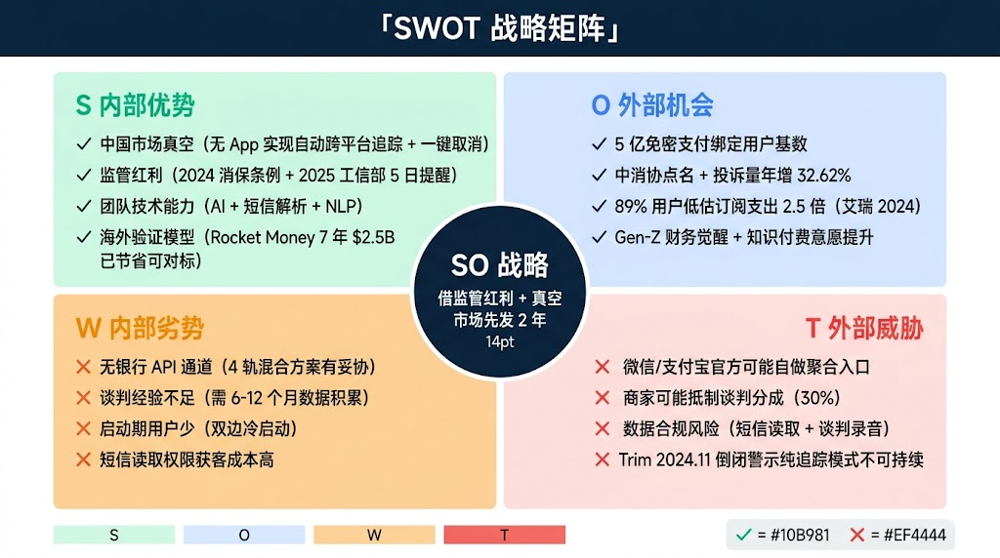 「SWOT 战略矩阵」
S 内部优势
✓ 中国市场真空（无 App 实现自动跨平台追踪 + 一键取消）
✓ 监管红利（2024 消保条例 + 2025 工信部 5 日提醒）
✓ 团队技术能力（AI + 短信解析 + NLP）
✓ 海外验证模型（Rocket Money 7 年 $2.5B
已节省可对标）
O 外部机会
✓ 5 亿免密支付绑定用户基数
✓ 中消协点名 + 投诉量年增 32.62%
✓ 89% 用户低估订阅支出 2.5 倍（艾瑞 2024）
✓ Gen-Z 财务觉醒 + 知识付费意愿提升
SO 战略
借监管红利 + 真空
市场先发 2 年
14pt
W 内部劣势
✕ 无银行 API 通道（4 轨混合方案有妥协）
✕ 谈判经验不足（需 6-12 个月数据积累）
✕ 启动期用户少（双边冷启动）
✕ 短信读取权限获客成本高
T 外部威胁
✕ 微信/支付宝官方可能自做聚合入口
✕ 商家可能抵制谈判分成（30%）
✕ 数据合规风险（短信读取 + 谈判录音）
✕ Trim 2024.11 倒闭警示纯追踪模式不可持续
S O W T
✓ = #10B981 ✕ = #EF4444